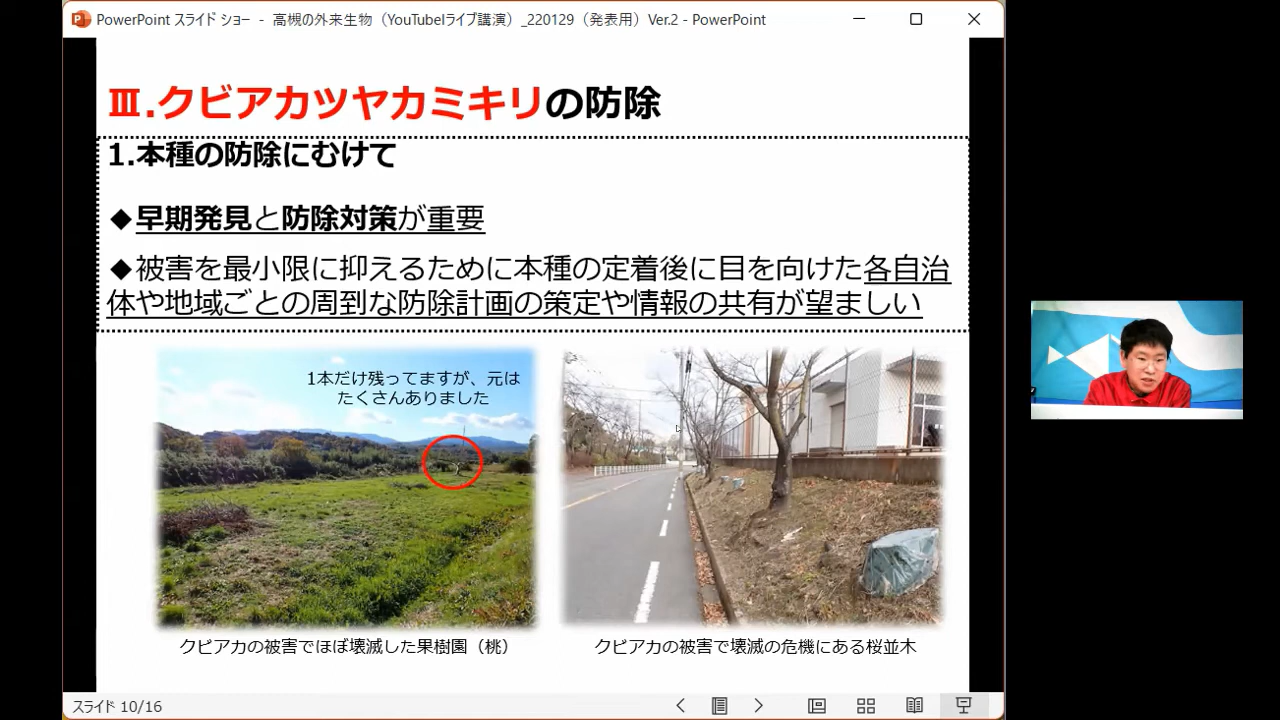 PowerPoint スライド ショー - 高槻の外来生物（YouTubeIライブ講演）_220129（発表用）Ver.2 - PowerPoint
Ⅲ.クビアカツヤカミキリの防除
1.本種の防除にむけて
◆早期発見と防除対策が重要
◆被害を最小限に抑えるために本種の定着後に目を向けた各自治
体や地域ごとの周到な防除計画の策定や情報の共有が望ましい
1本だけ残ってますが、元は
たくさんありました
クビアカの被害でほぼ壊滅した果樹園（桃）
クビアカの被害で壊滅の危機にある桜並木
スライド 10/16